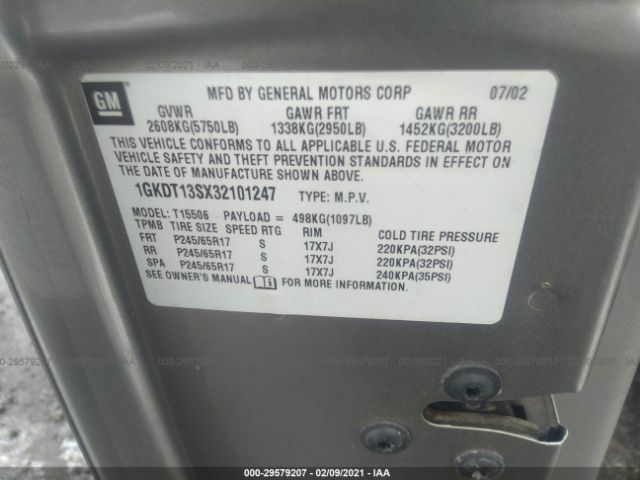 GM
MFD BY GENERAL MOTORS CORP 07/02
GVWR GAWR FRT GAWR RR
2608KG(5750LB) 1338KG(2950LB) 1452KG(3200LB)
THIS VEHICLE CONFORMS TO ALL APPLICABLE U.S. FEDERAL MOTOR
VEHICLE SAFETY AND THEFT PREVENTION STANDARDS IN EFFECT ON
THE DATE OF MANUFACTURE SHOWN ABOVE.
1GKDT13SX32101247 TYPE: M.P.V.
MODEL: T15506 PAYLOAD = 498KG(1097LB)
TPMB TIRE SIZE SPEED RTG RIM COLD TIRE PRESSURE
FRT P245/65R17 S 17X7J 220KPA(32PSI)
RR P245/65R17 S 17X7J 220KPA(32PSI)
SPA P245/65R17 S 17X7J 240KPA(35PSI)
SEE OWNER'S MANUAL FOR MORE INFORMATION.
000-29579207 - 02/09/2021 - IAA